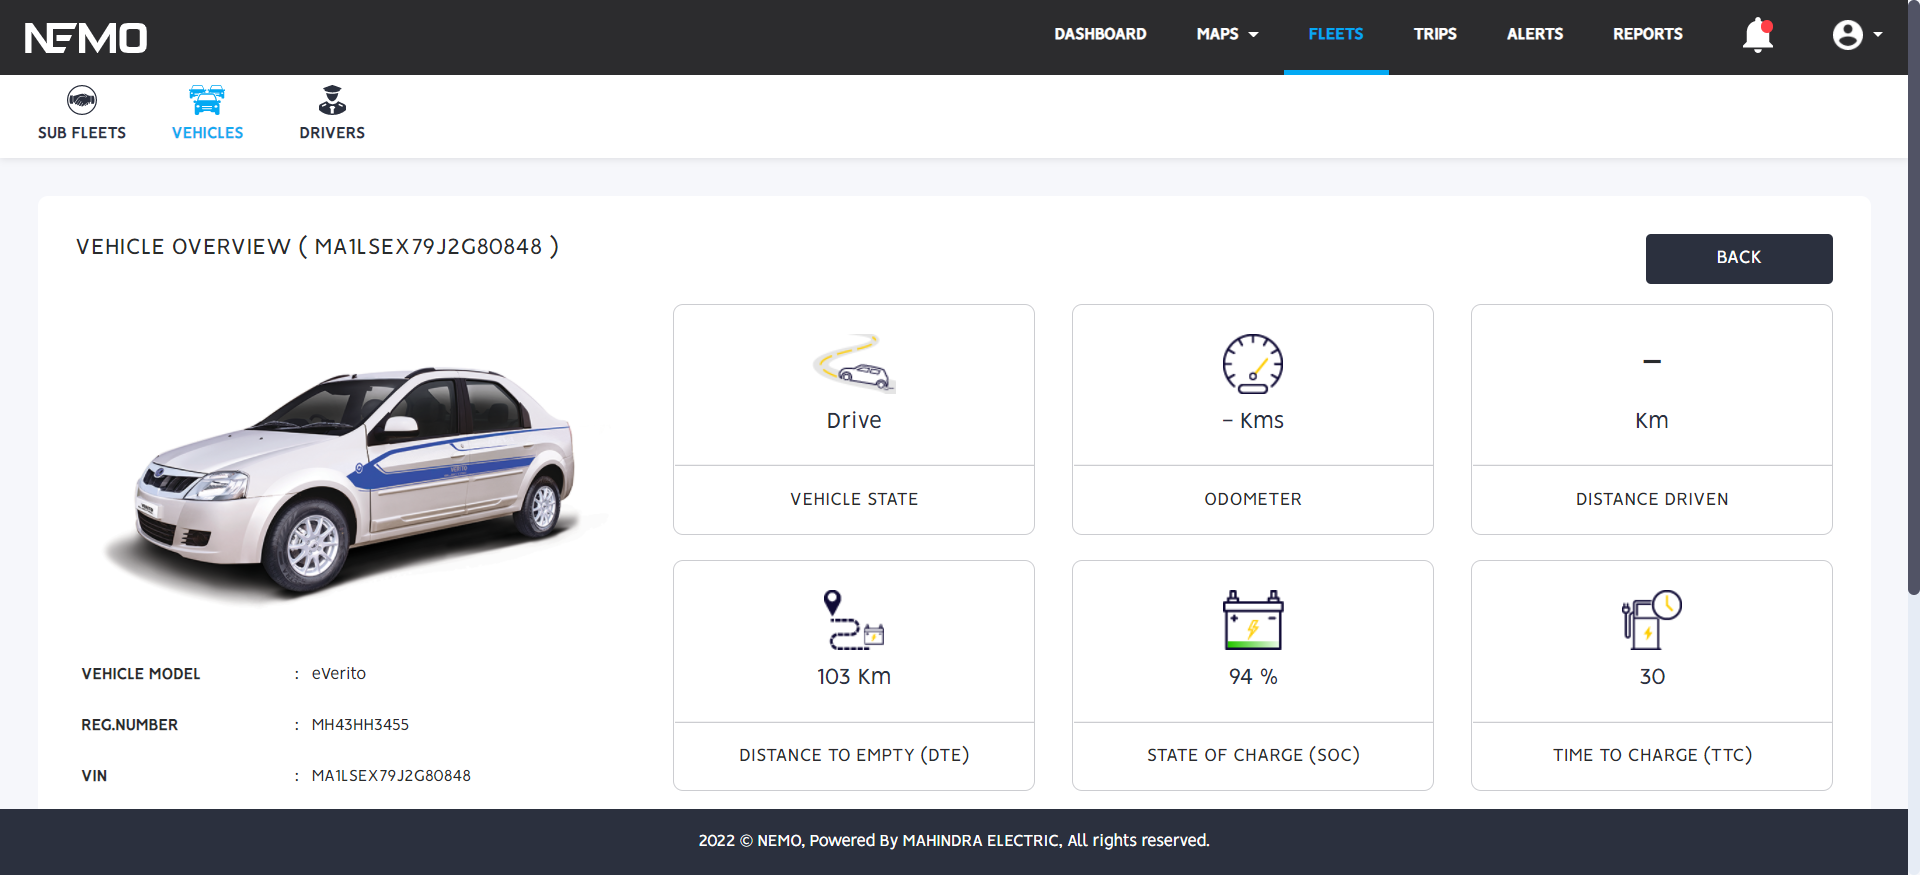 NEMO
DASHBOARD
MAPS
FLEETS
TRIPS
ALERTS
REPORTS
SUB FLEETS
VEHICLES
DRIVERS
VEHICLE OVERVIEW ( MA1LSEX79J2G80848 )
BACK
Drive
VEHICLE STATE
- Kms
ODOMETER
-
Km
DISTANCE DRIVEN
103 Km
DISTANCE TO EMPTY (DTE)
94 %
STATE OF CHARGE (SOC)
30
TIME TO CHARGE (TTC)
VEHICLE MODEL : eVerito
REG.NUMBER : MH43HH3455
VIN : MA1LSEX79J2G80848
2022 © NEMO, Powered By MAHINDRA ELECTRIC, All rights reserved.